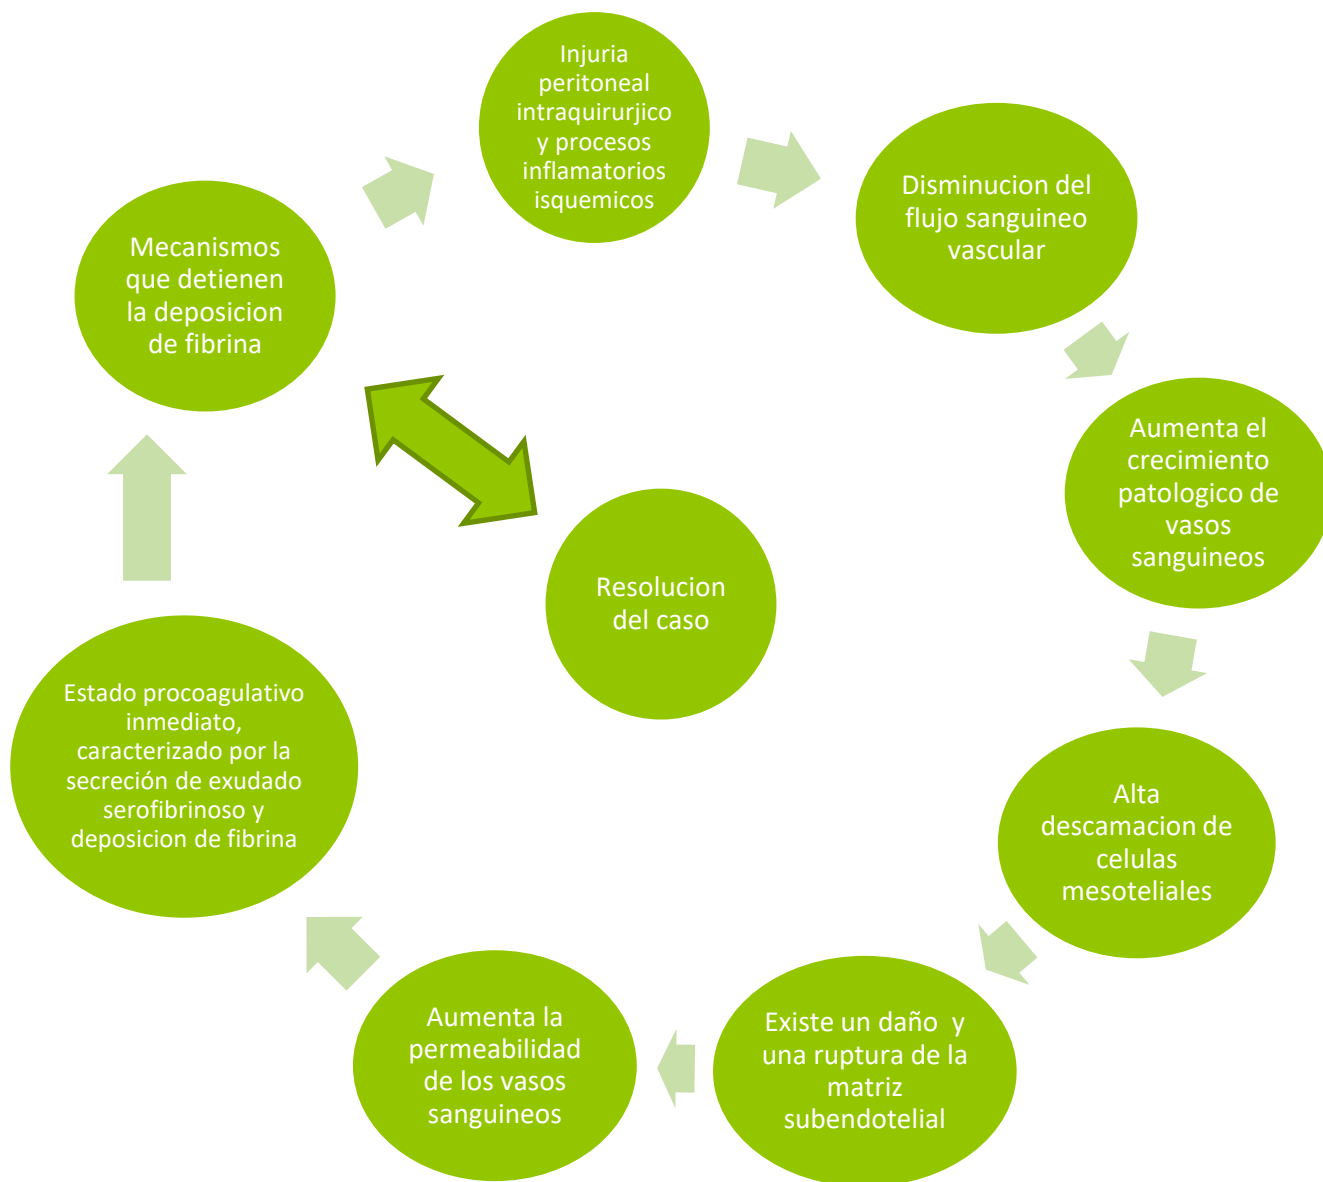 Injuria
peritoneal
intraquirurjico
y procesos
inflamatorios
isquemicos
Disminucion del
flujo sanguineo
vascular
Aumenta el
crecimiento
patologico de
vasos
sanguineos
Alta
descamacion de
celulas
mesoteliales
Existe un daño y
una ruptura de la
matriz
subendotelial
Aumenta la
permeabilidad
de los vasos
sanguineos
Estado procoagulativo
inmediato,
caracterizado por la
secreción de exudado
serofibrinoso y
deposicion de fibrina
Mecanismos
que detienen
la deposicion
de fibrina
Resolucion
del caso